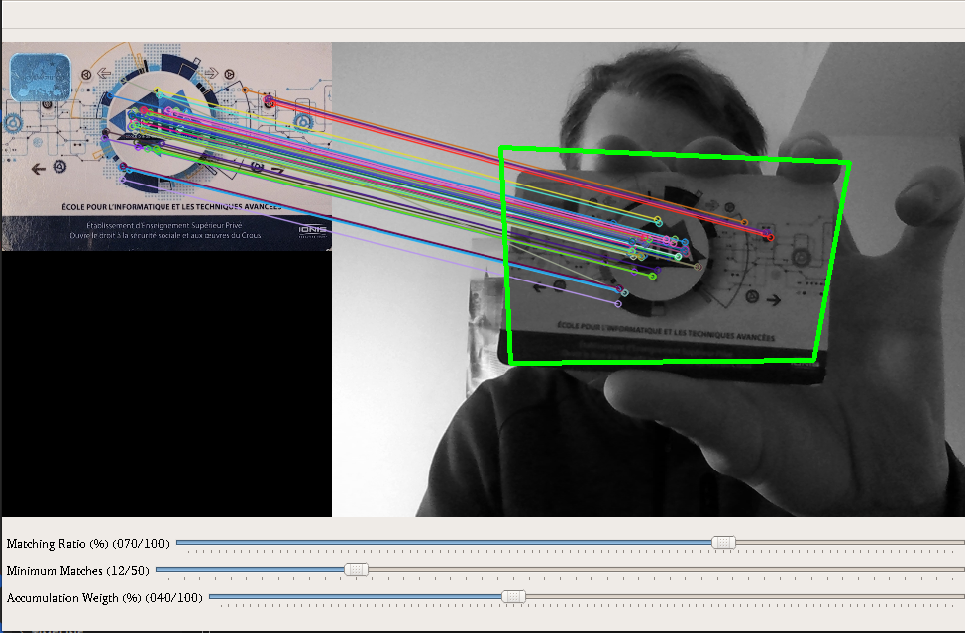 ÉCOLE POUR L'INFORMATIQUE ET LES TECHNIQUES AVANCÉES
Etablissement d'Enseignement Supérieur Privé
Ouvre le droit à la sécurité sociale et aux œuvres du Crous
IONIS
ÉCOLE POUR L'INFORMATIQUE ET LES TECHNIQUES AVANCÉES
Matching Ratio (%) (070/100)
Minimum Matches (12/50)
Accumulation Weigth (%) (040/100)